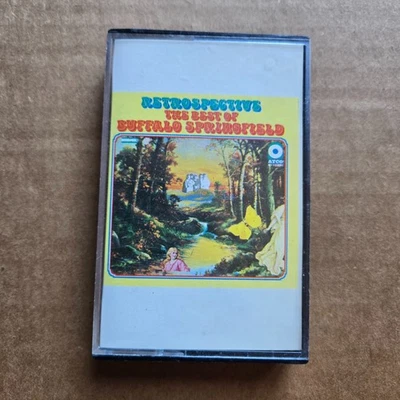 RETROSPECTIVE
THE BEST OF
BUFFALO SPRINGFIELD
ATCO